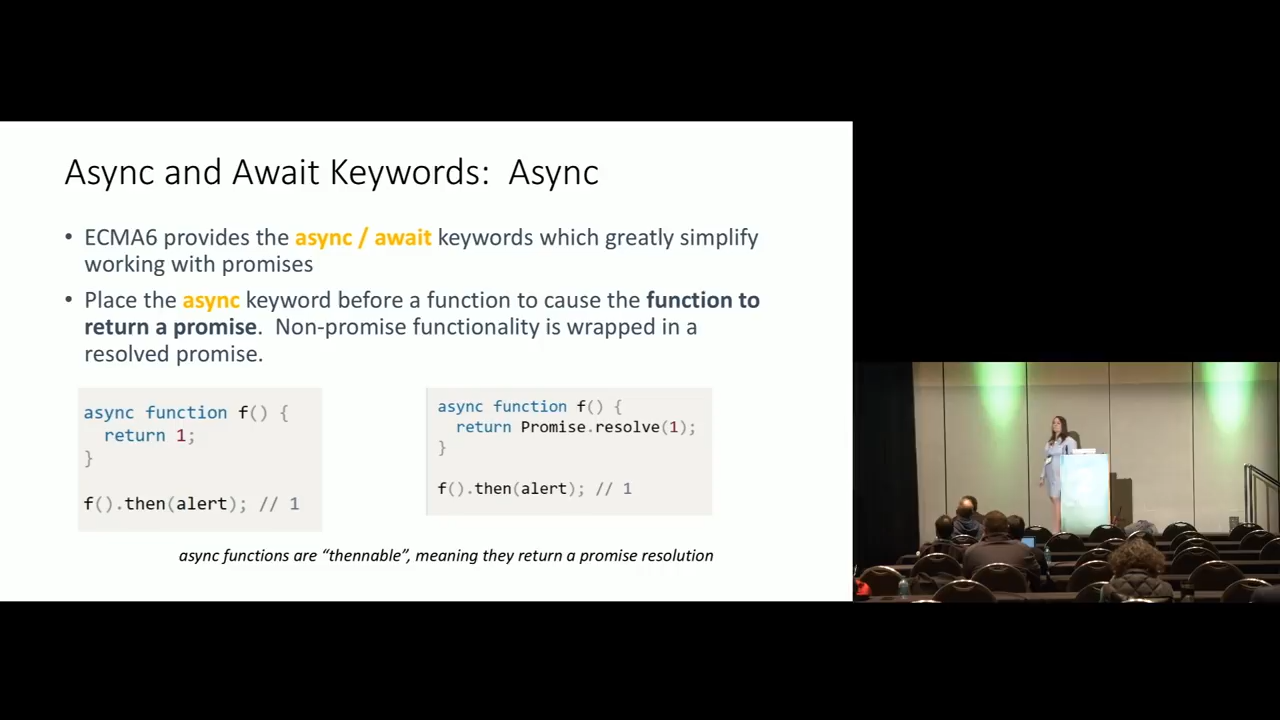 Async and Await Keywords: Async
• ECMA6 provides the async / await keywords which greatly simplify
working with promises
• Place the async keyword before a function to cause the function to
return a promise. Non-promise functionality is wrapped in a
resolved promise.
async function f() {
  return 1;
}
f().then(alert); // 1
async function f() {
  return Promise.resolve(1);
}
f().then(alert); // 1
async functions are “thennable”, meaning they return a promise resolution